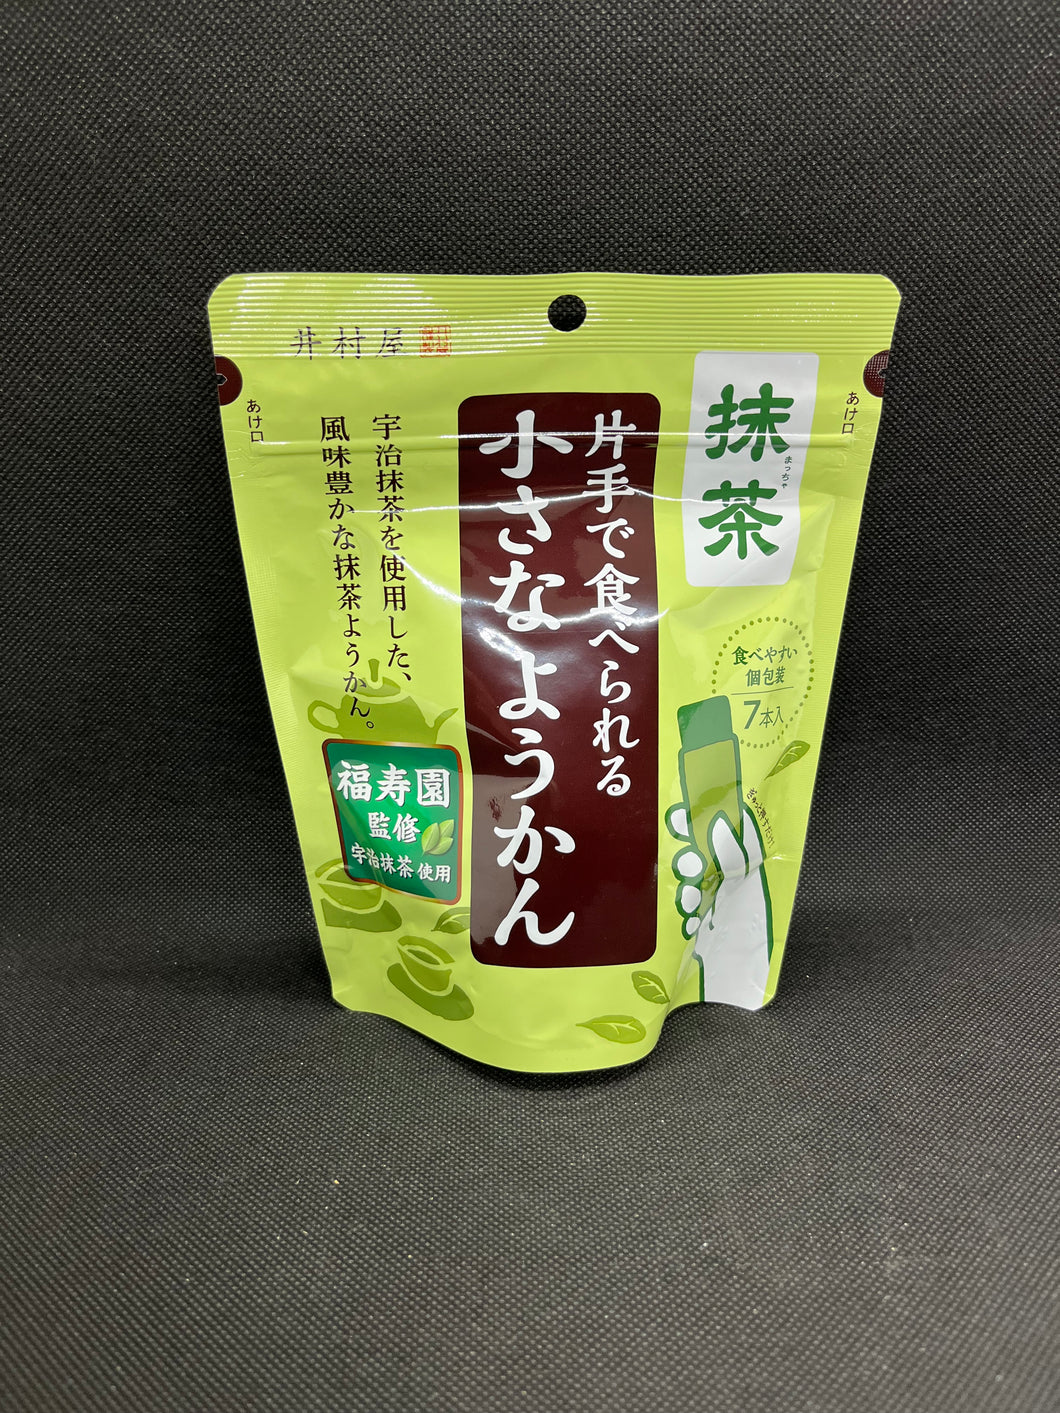 井村屋
あけ口
あけ口
抹茶
まっちゃ
片手で食べられる
小さなようかん
宇治抹茶を使用した、
風味豊かな抹茶ようかん。
食べやすい
個包装
7本入
福寿園
監修
宇治抹茶使用